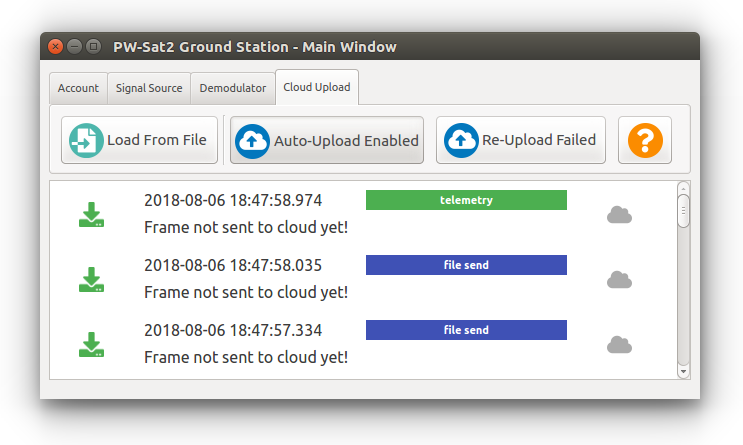 PW-Sat2 Ground Station - Main Window
Account
Signal Source
Demodulator
Cloud Upload
Load From File
Auto-Upload Enabled
Re-Upload Failed
?
2018-08-06 18:47:58.974
telemetry
Frame not sent to cloud yet!
2018-08-06 18:47:58.035
file send
Frame not sent to cloud yet!
2018-08-06 18:47:57.334
file send
Frame not sent to cloud yet!